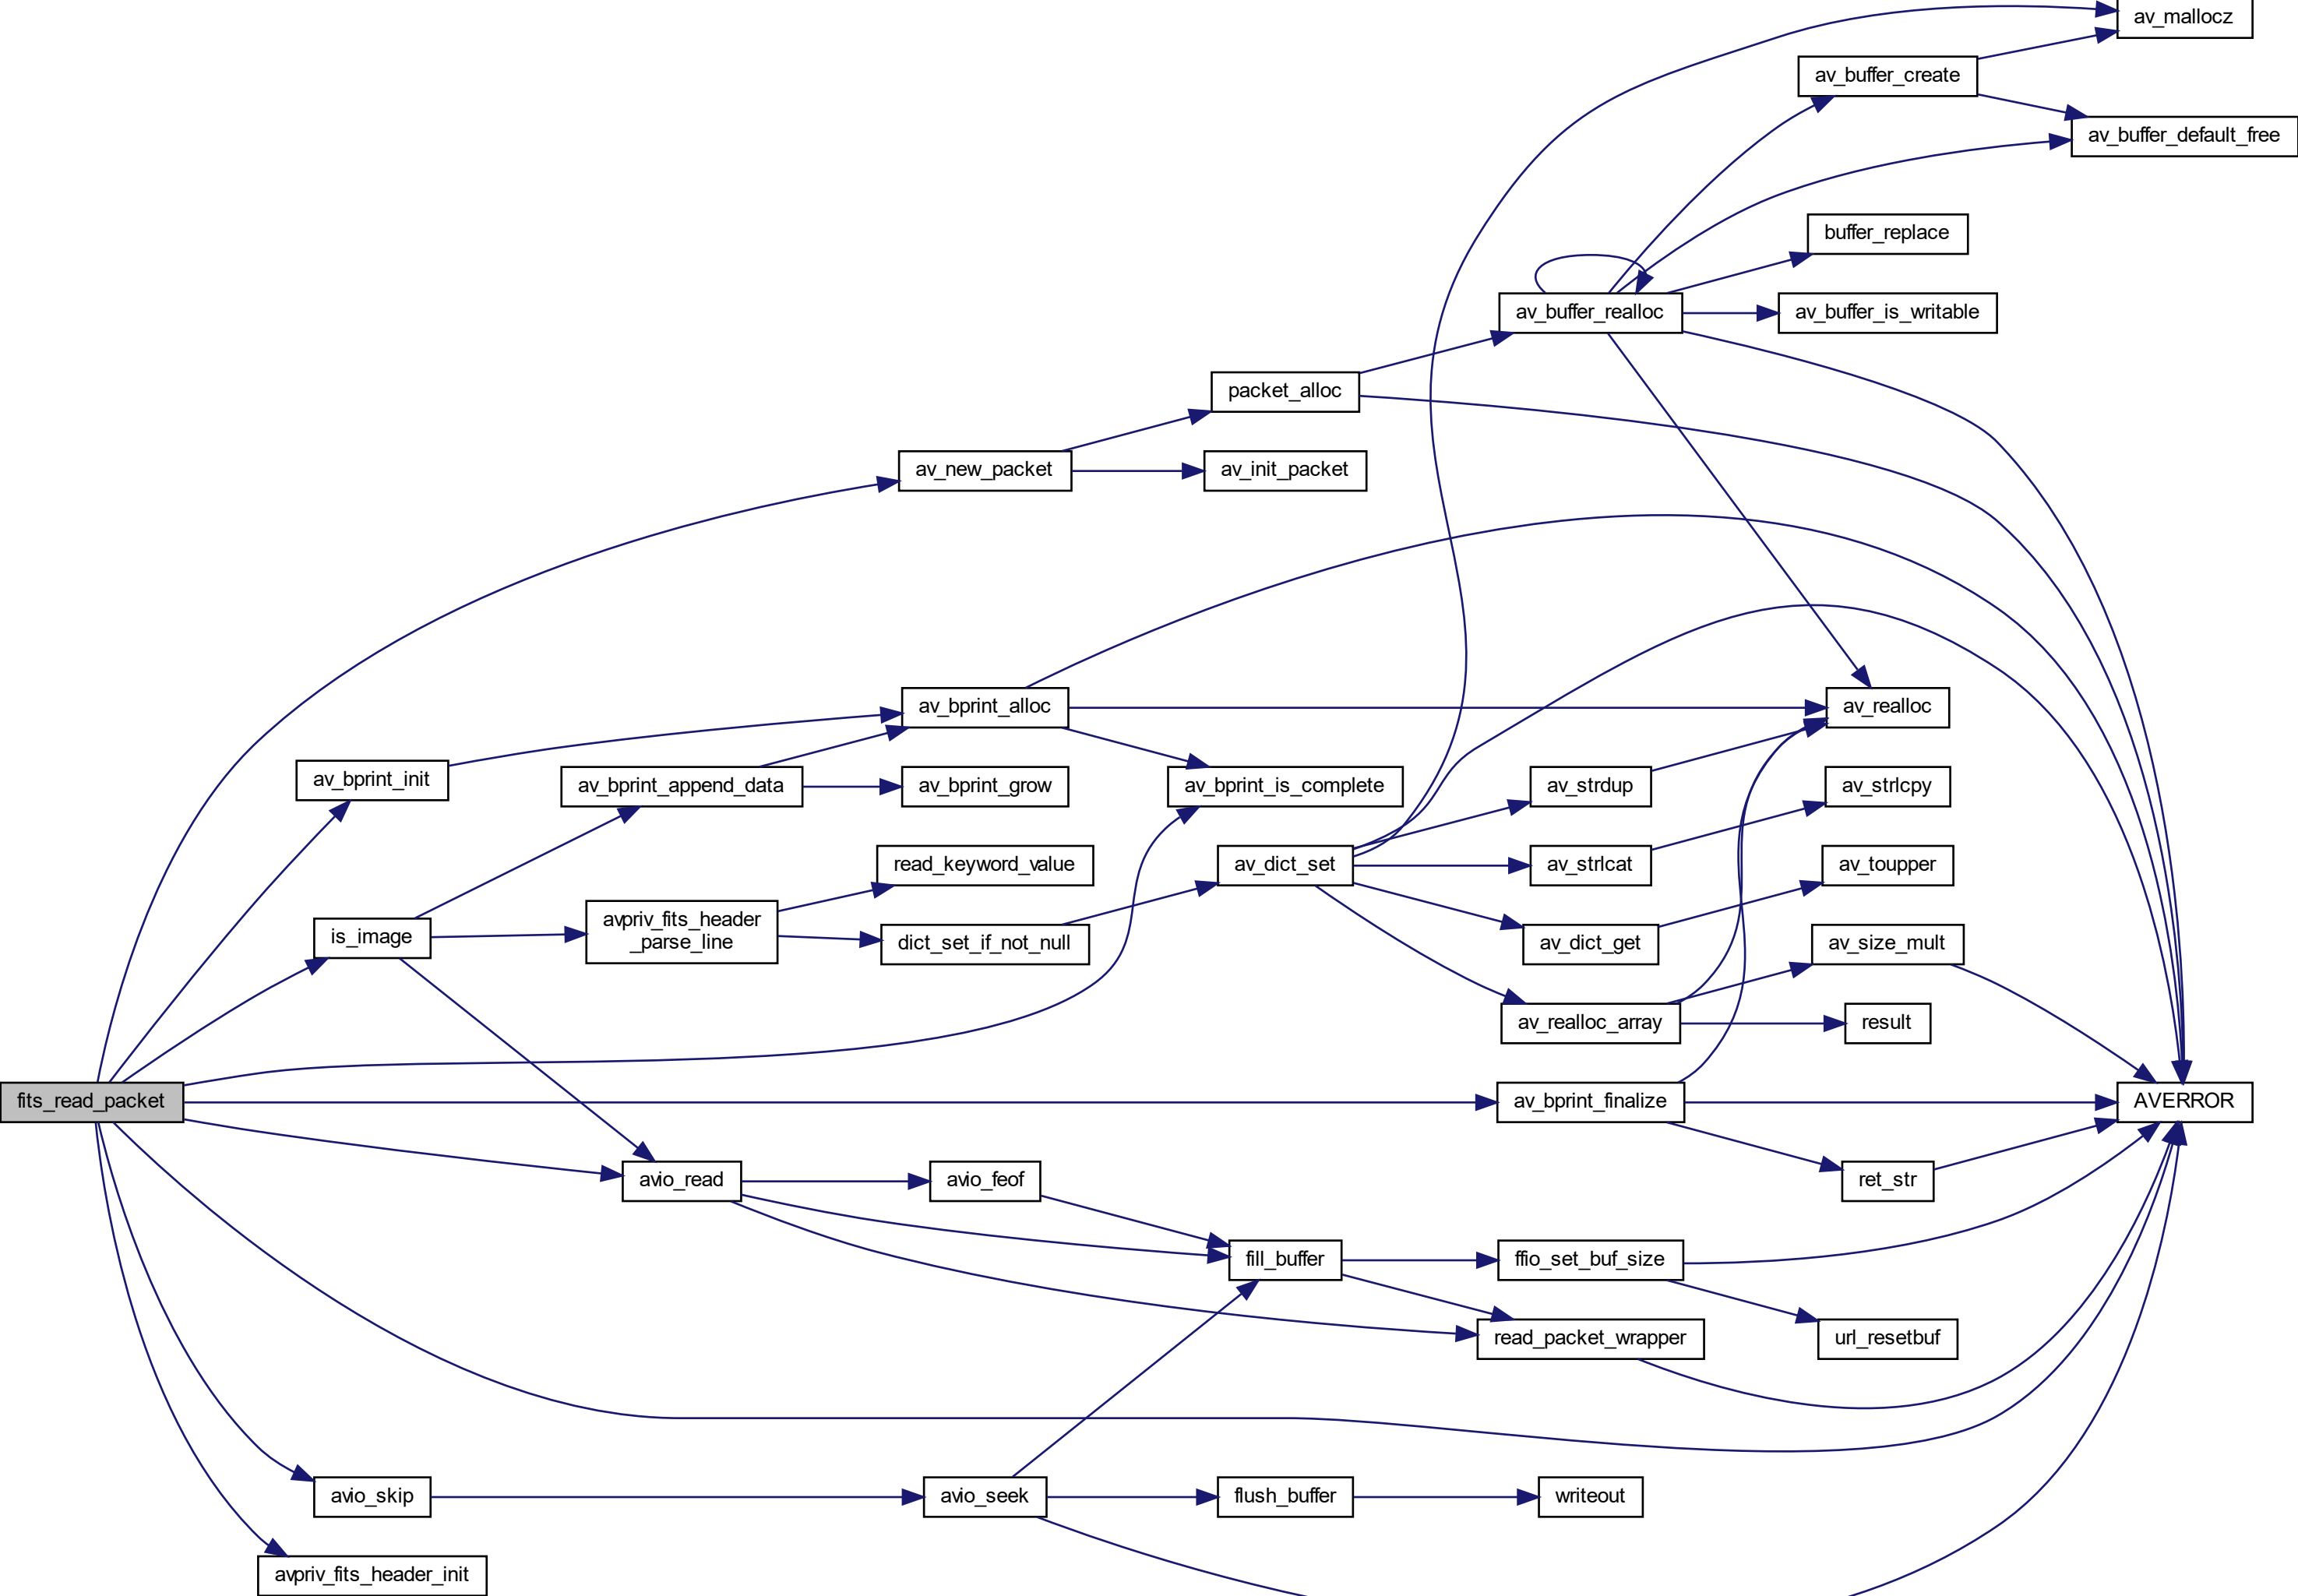 av_mallocz
av_buffer_create
av_buffer_default_free
buffer_replace
av_buffer_realloc
av_buffer_is_writable
packet_alloc
av_new_packet
av_init_packet
av_bprint_alloc
av_realloc
av_bprint_init
av_bprint_append_data
av_bprint_grow
av_bprint_is_complete
av_strdup
av_strlcpy
read_keyword_value
av_dict_set
av_strlcat
av_toupper
is_image
avpriv_fits_header
_parse_line
dict_set_if_not_null
av_dict_get
av_size_mult
av_realloc_array
result
fits_read_packet
av_bprint_finalize
AVERROR
avio_read
avio_feof
ret_str
fill_buffer
ffio_set_buf_size
read_packet_wrapper
url_resetbuf
avio_skip
avio_seek
flush_buffer
writeout
avpriv_fits_header_init